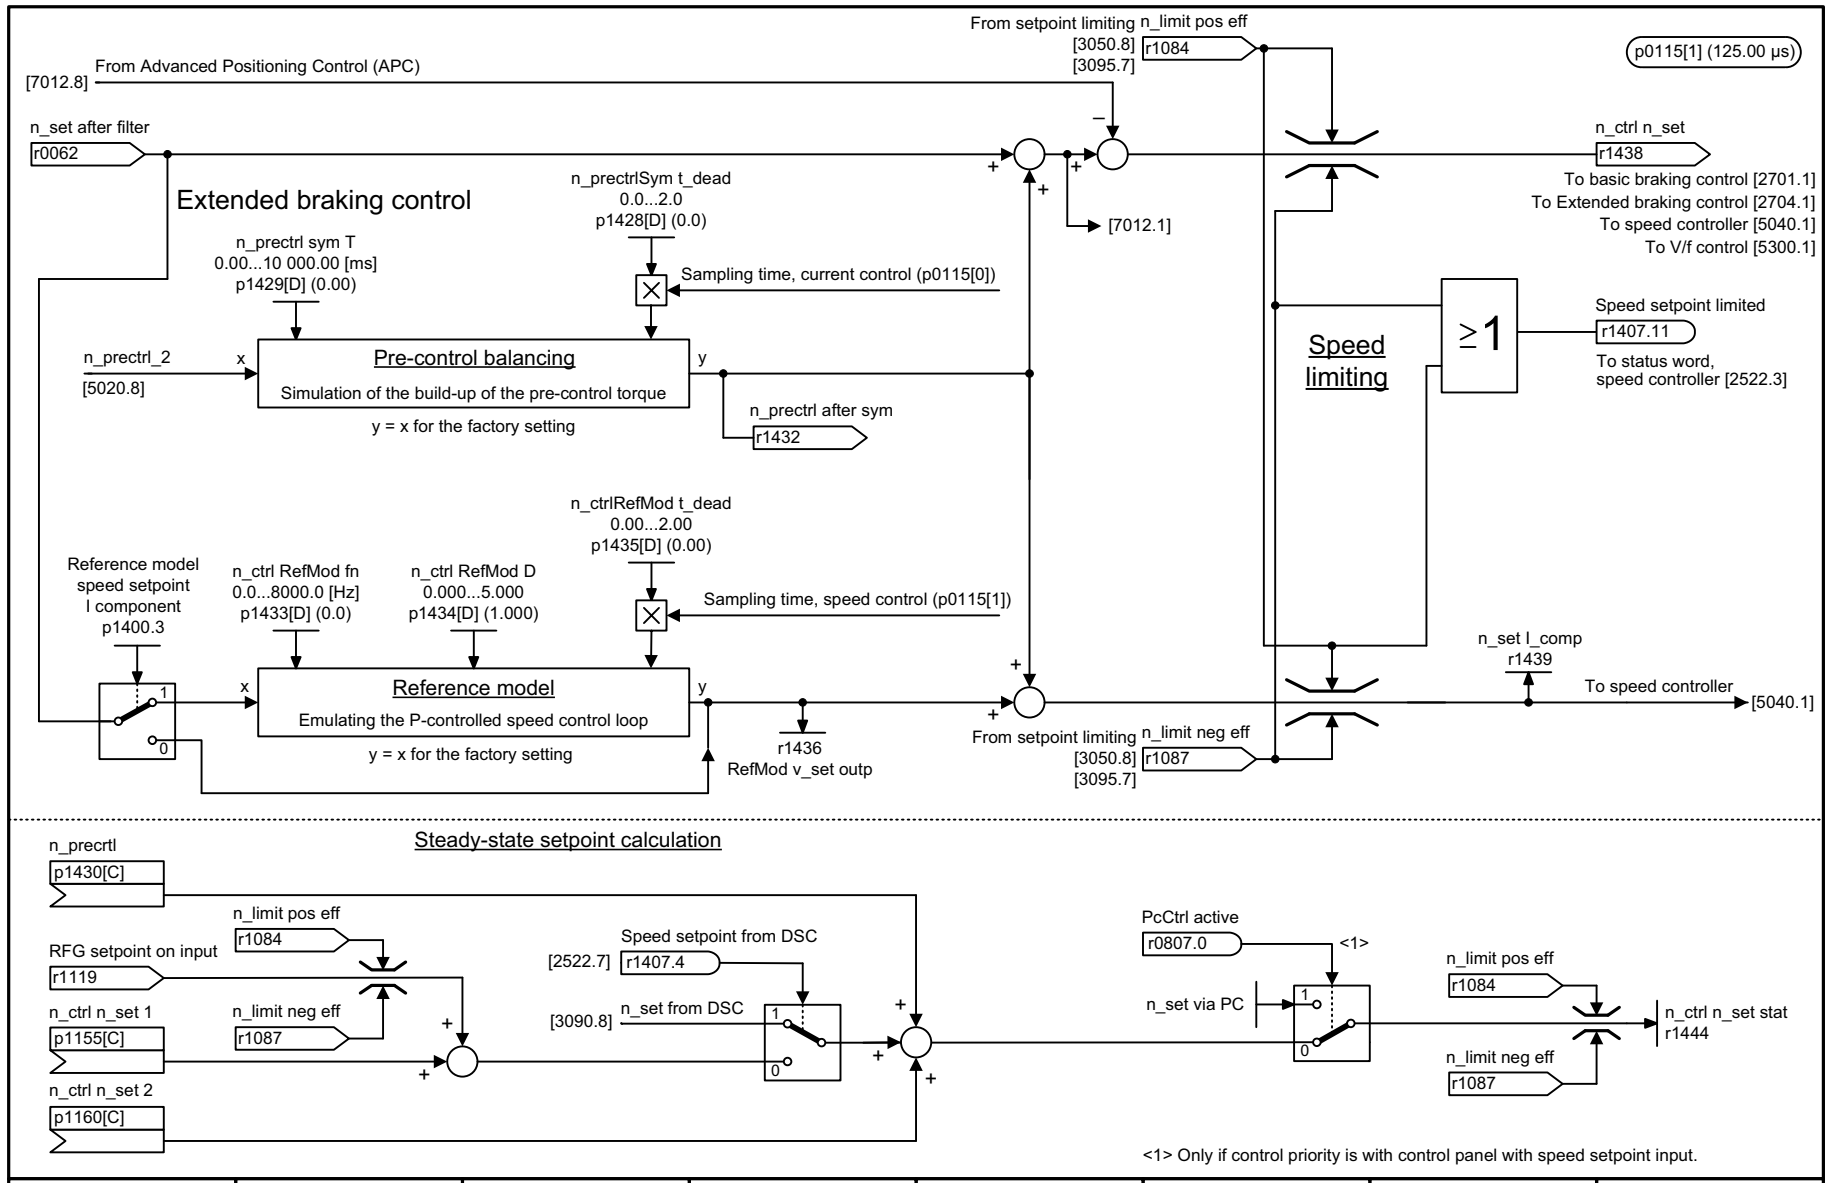 From setpoint limiting n_limit pos eff
[3050.8] r1084
[3095.7]
p0115[1] (125.00 µs)
From Advanced Positioning Control (APC)
[7012.8]
n_set after filter
r0062
–
+
+
+
n_ctrl n_set
r1438
To basic braking control [2701.1]
To Extended braking control [2704.1]
To speed controller [5040.1]
To V/f control [5300.1]
[7012.1]
Extended braking control
n_prectrlSym t_dead
0.0...2.0
p1428[D] (0.0)
n_prectrl sym T
0.00...10 000.00 [ms]
p1429[D] (0.00)
×
Sampling time, current control (p0115[0])
n_prectrl_2
[5020.8]
x
Pre-control balancing
Simulation of the build-up of the pre-control torque
y
y = x for the factory setting
n_prectrl after sym
r1432
Speed
limiting
≥1
Speed setpoint limited
r1407.11
To status word,
speed controller [2522.3]
n_ctrlRefMod t_dead
0.00...2.00
p1435[D] (0.00)
Reference model
speed setpoint
I component
p1400.3
n_ctrl RefMod fn
0.0...8000.0 [Hz]
p1433[D] (0.0)
n_ctrl RefMod D
0.000...5.000
p1434[D] (1.000)
×
Sampling time, speed control (p0115[1])
1
0
x
Reference model
Emulating the P-controlled speed control loop
y
y = x for the factory setting
r1436
RefMod v_set outp
+
+
n_set I_comp
r1439
To speed controller
[5040.1]
From setpoint limiting n_limit neg eff
[3050.8] r1087
[3095.7]
Steady-state setpoint calculation
n_precrtl
p1430[C]
n_limit pos eff
r1084
RFG setpoint on input
r1119
n_ctrl n_set 1
p1155[C]
n_limit neg eff
r1087
n_ctrl n_set 2
p1160[C]
+
+
Speed setpoint from DSC
[2522.7] r1407.4
[3090.8] n_set from DSC
1
0
+
+
+
PcCtrl active
r0807.0
<1>
n_set via PC
1
0
n_limit pos eff
r1084
n_ctrl n_set stat
r1444
n_limit neg eff
r1087
<1> Only if control priority is with control panel with speed setpoint input.